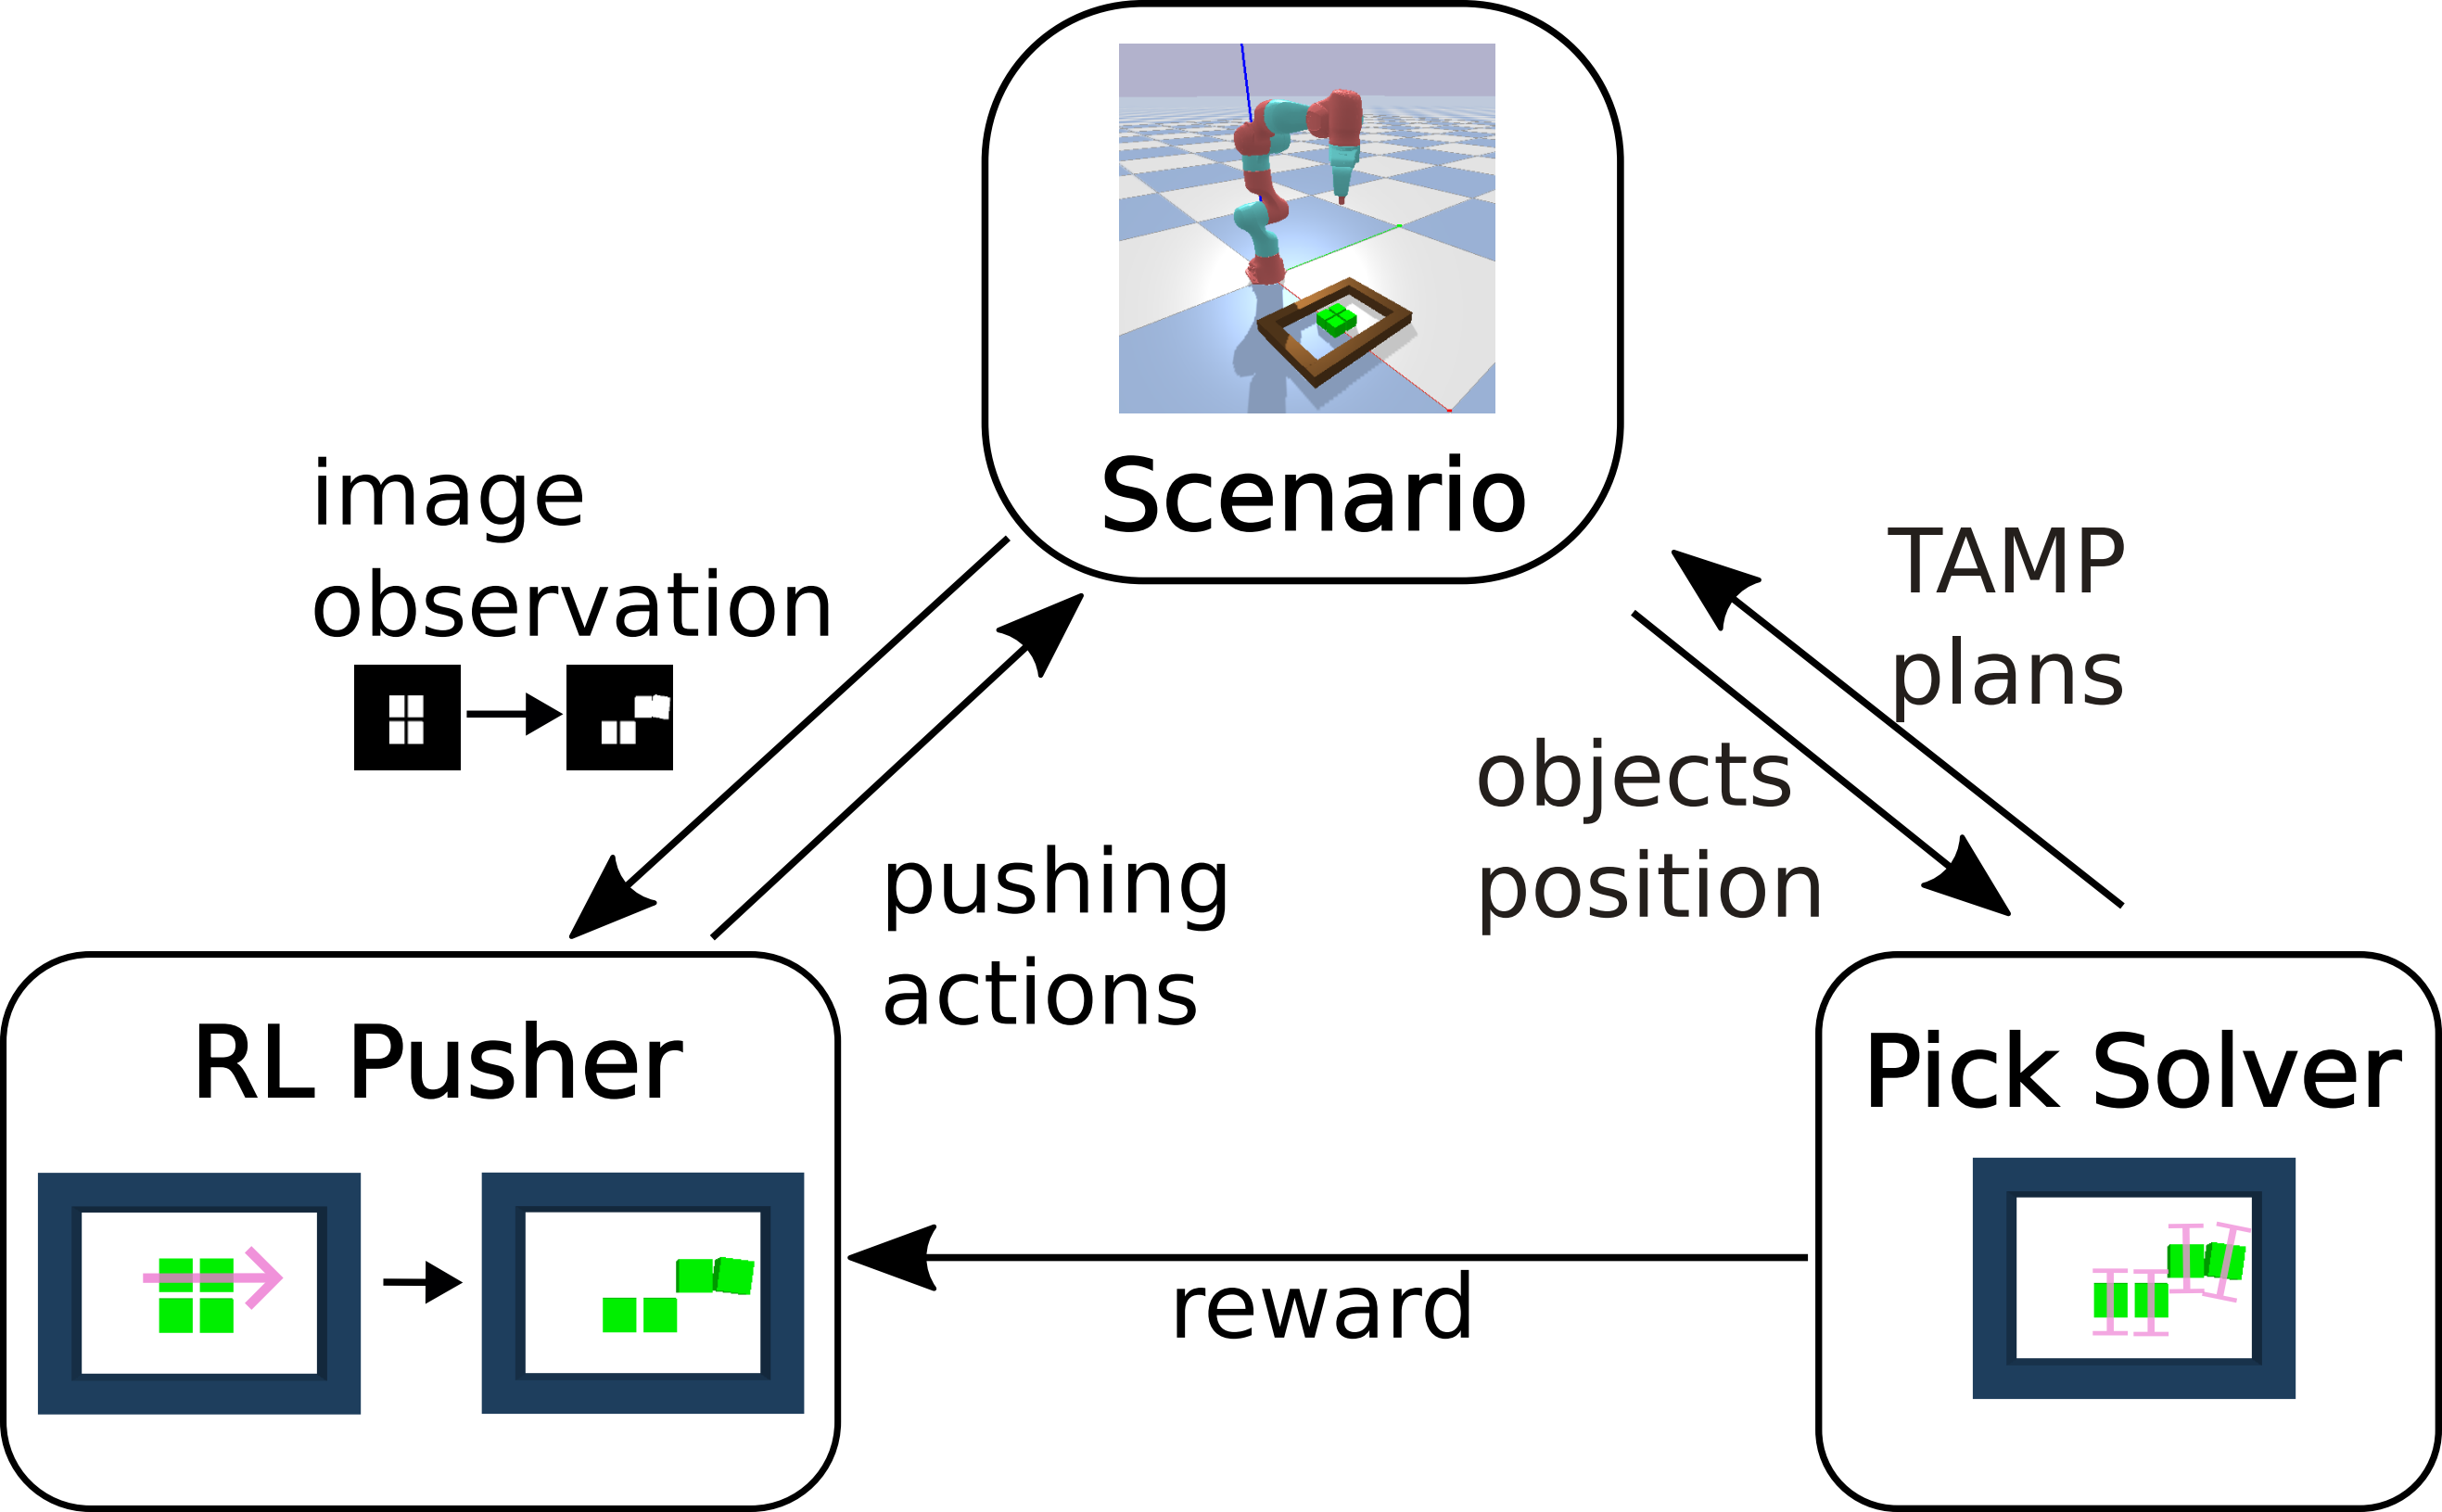 Scenario
image
observation
TAMP
plans
objects
position
pushing
actions
RL Pusher
Pick Solver
reward